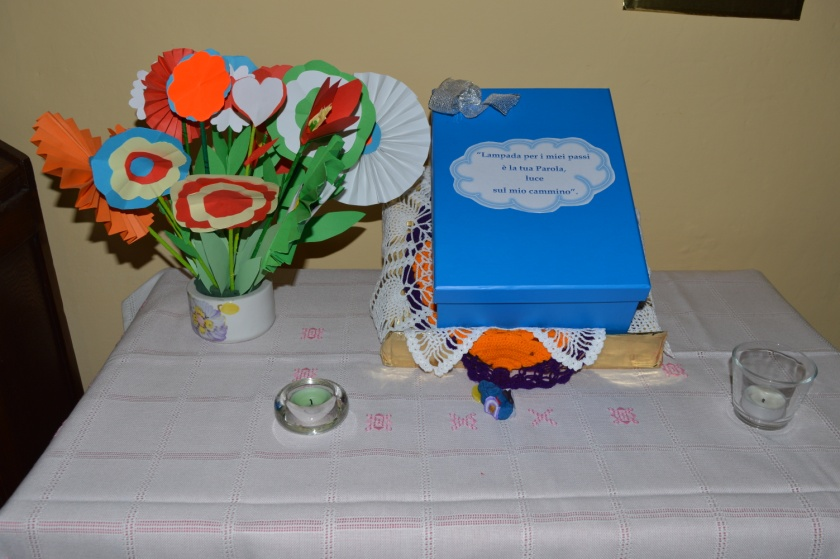 "Lampada per i miei passi
è la tua Parola,
luce
sul mio cammino".